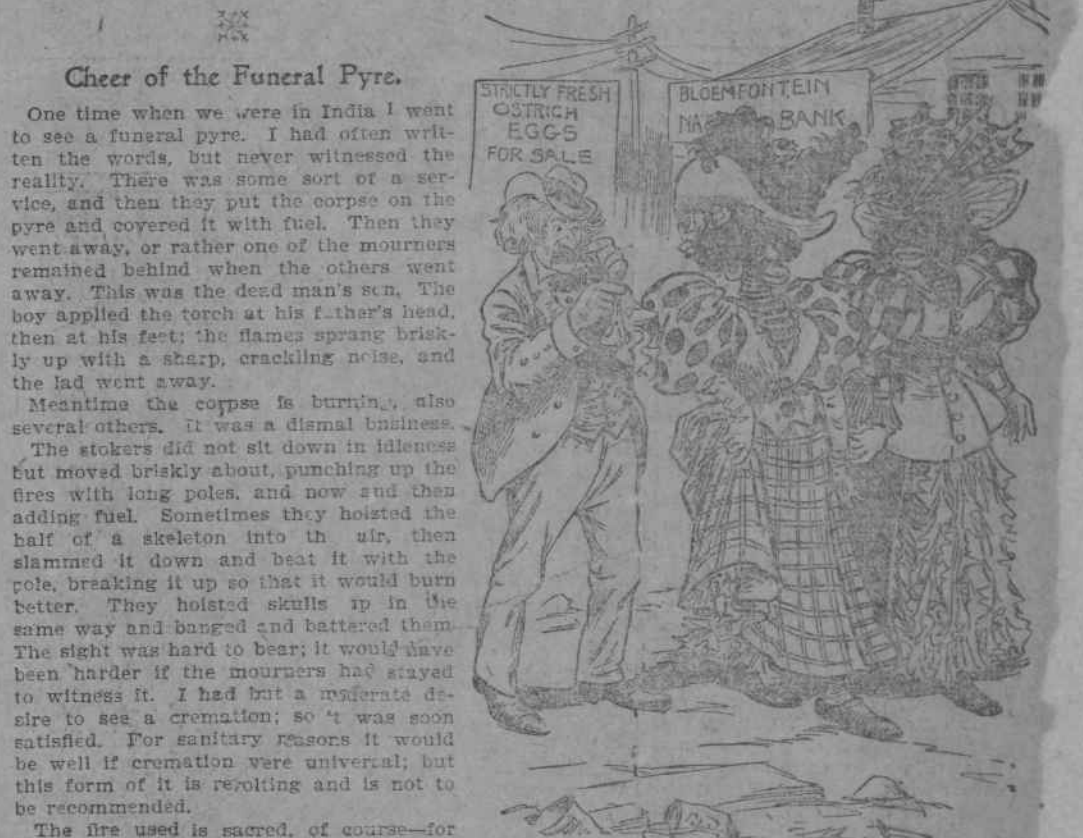 Cheer of the Funeral Pyre.
One time when we were in India I went
to see a funeral pyre. I had often writ-
ten the words, but never witnessed the
reality. There was some sort of a ser-
vice, and then they put the corpse on the
pyre and covered it with fuel. Then they
went away, or rather one of the mourners
remained behind when the others went
away. This was the dead man's son. The
boy applied the torch at his f ther's head,
then at his feet; the flames sprang brisk-
ly up with a sharp, crackling noise, and
the lad went away.
Meantime the corpse is burnin , also
several others. It was a dismal business.
The stokers did not sit down in idleness
but moved briskly about, punching up the
fires with long poles, and now and then
adding fuel. Sometimes they hoisted the
half of a skeleton into th air, then
slammed it down and beat it with the
pole, breaking it up so that it would burn
better. They hoisted skulls up in the
same way and banged and battered them.
The sight was hard to bear; it would have
been harder if the mourners had stayed
to witness it. I had but a moderate de-
sire to see a cremation; so 't was soon
satisfied. For sanitary reasons it would
be well if cremation were universal; but
this form of it is revolting and is not to
be recommended.
The fire used is sacred, of course—for
STRICTLY FRESH
OSTRICH
EGGS
FOR SALE
BLOEMFONTEIN
NA BANK